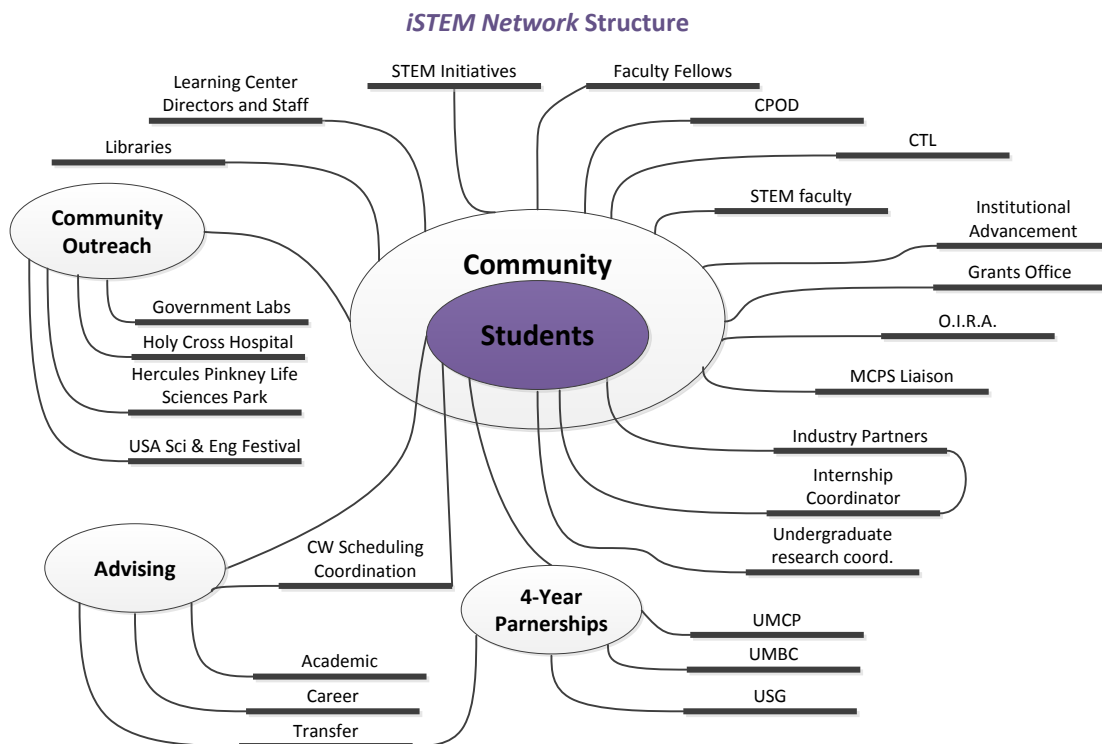 iSTEM Network Structure
STEM Initiatives
Faculty Fellows
Learning Center
Directors and Staff
CPOD
Libraries
CTL
STEM faculty
Institutional
Advancement
Community
Outreach
Community
Grants Office
Students
Government Labs
O.I.R.A.
Holy Cross Hospital
Hercules Pinkney Life
Sciences Park
MCPS Liaison
USA Sci & Eng Festival
Industry Partners
Internship
Coordinator
Undergraduate
research coord.
Advising
CW Scheduling
Coordination
4-Year
Parnerships
UMCP
UMBC
USG
Academic
Career
Transfer